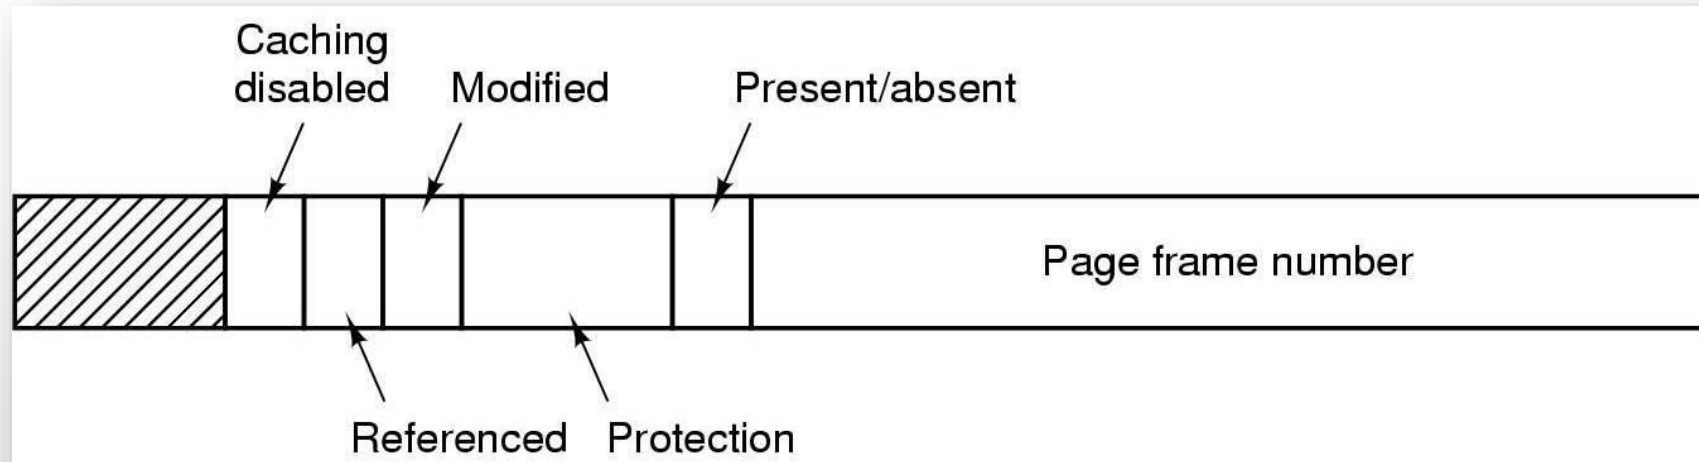 Caching
disabled
Modified
Present/absent
Page frame number
Referenced
Protection